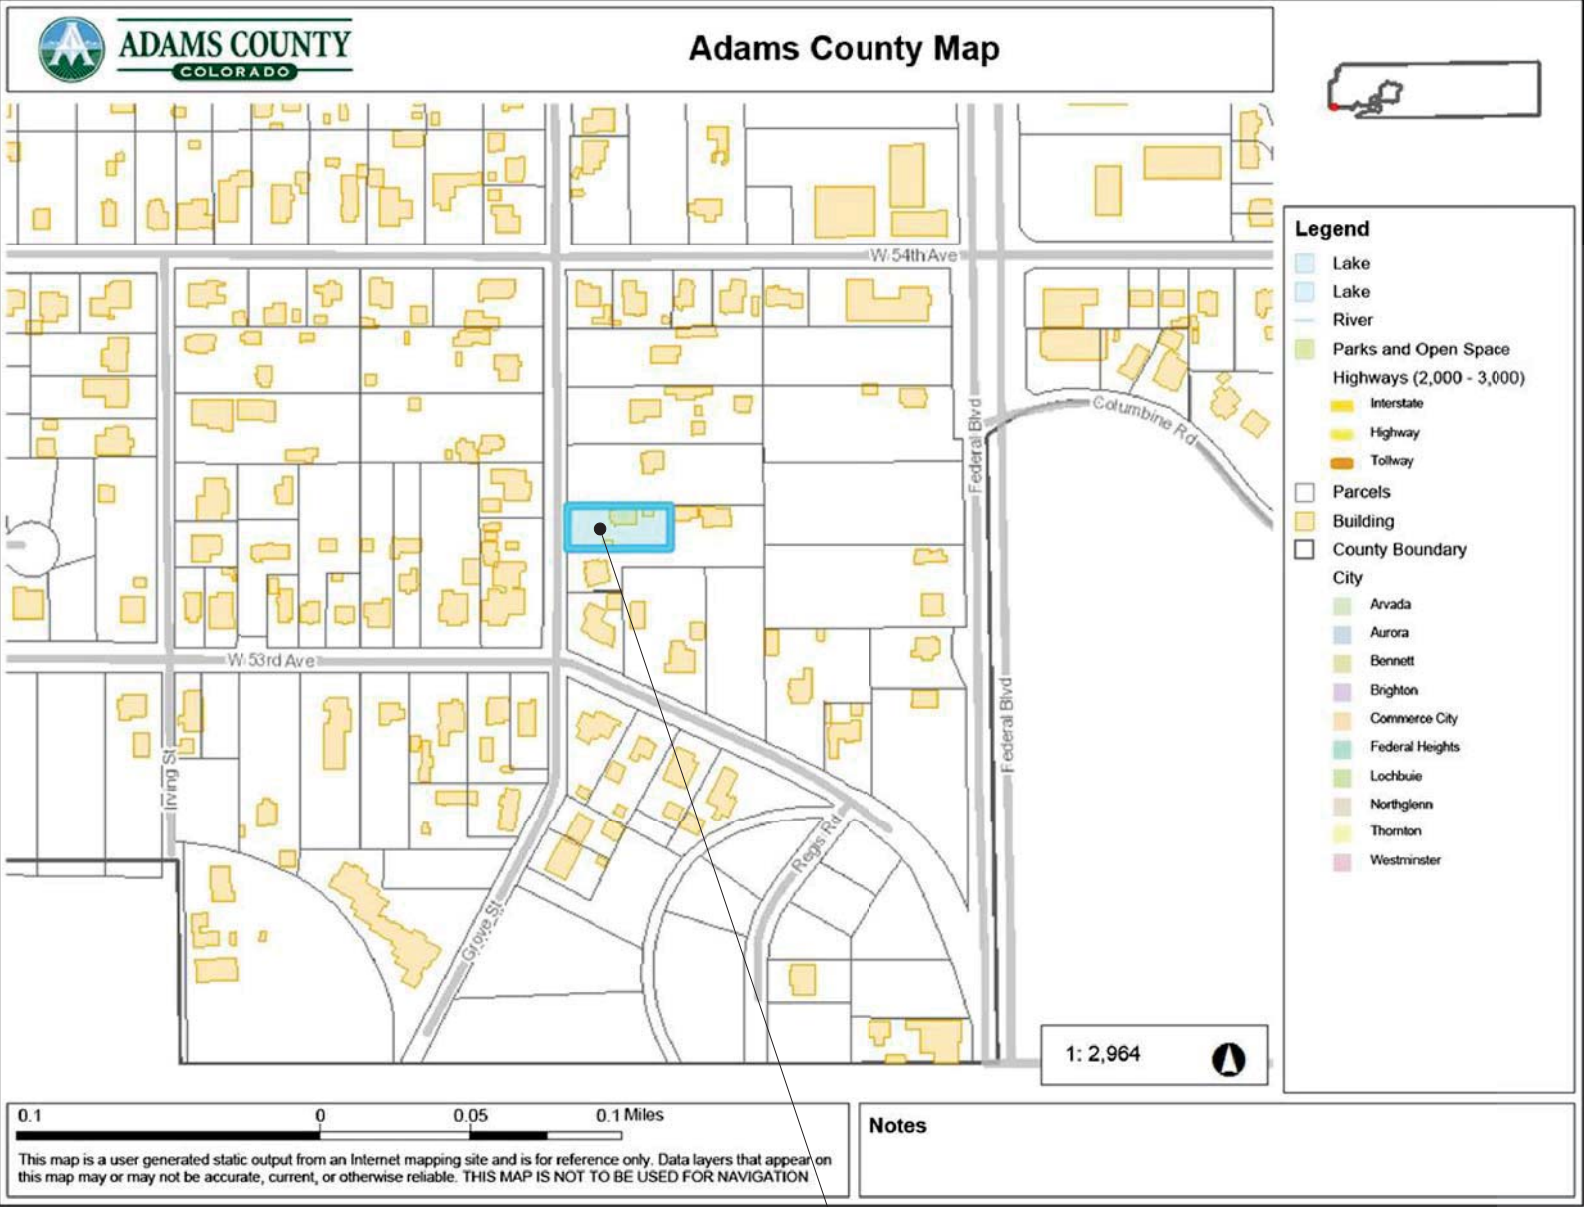 ADAMS COUNTY
COLORADO
Adams County Map
W 54th Ave
Federal Blvd
Columbine Rd
W 53rd Ave
Federal Blvd
Irving St
Regis Rd
Grove St
1: 2,964
Legend
Lake
Lake
River
Parks and Open Space
Highways (2,000 - 3,000)
Interstate
Highway
Tollway
Parcels
Building
County Boundary
City
Arvada
Aurora
Bennett
Brighton
Commerce City
Federal Heights
Lochbuie
Northglenn
Thornton
Westminster
0.1 0 0.05 0.1 Miles
This map is a user generated static output from an Internet mapping site and is for reference only. Data layers that appear on
this map may or may not be accurate, current, or otherwise reliable. THIS MAP IS NOT TO BE USED FOR NAVIGATION
Notes